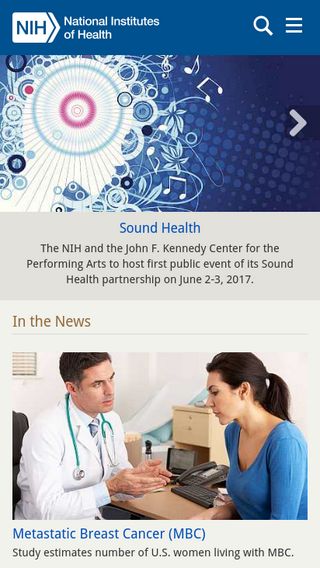 NIH National Institutes
of Health
Sound Health
The NIH and the John F. Kennedy Center for the
Performing Arts to host first public event of its Sound
Health partnership on June 2-3, 2017.
In the News
Metastatic Breast Cancer (MBC)
Study estimates number of U.S. women living with MBC.